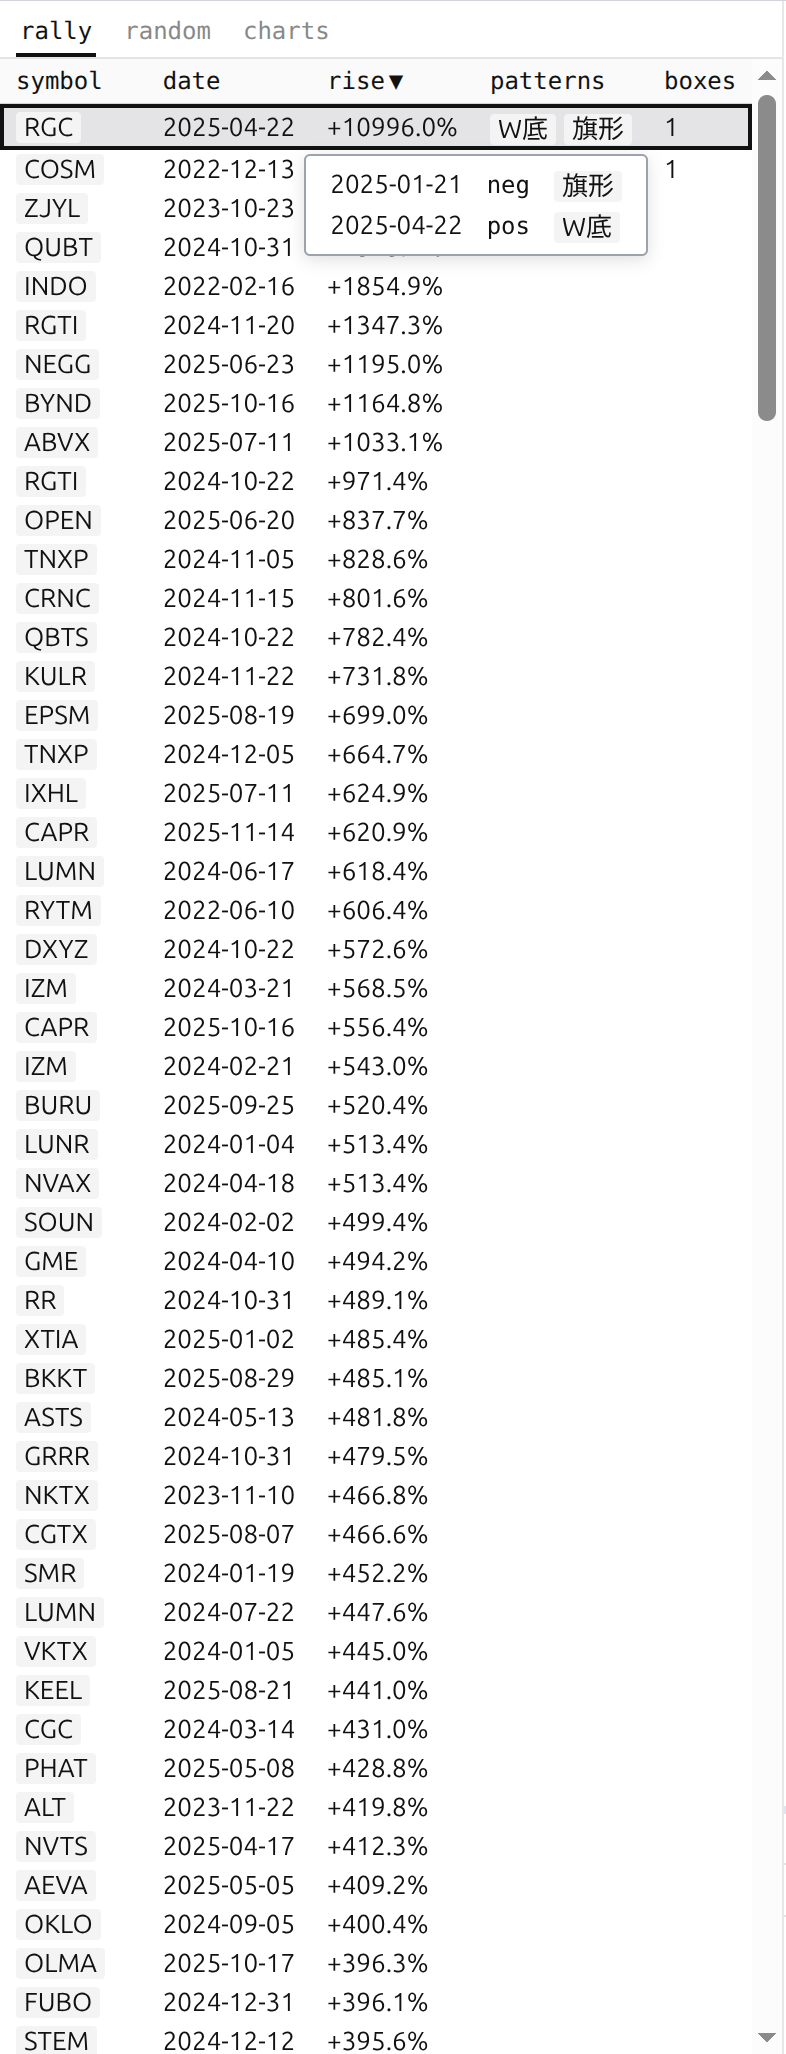 rally random charts
symbol date rise▼ patterns boxes
RGC 2025-04-22 +10996.0% W底 旗形 1
COSM 2022-12-13 1
2025-01-21 neg 旗形
2025-04-22 pos W底
ZJYL 2023-10-23
QUBT 2024-10-31
INDO 2022-02-16 +1854.9%
RGTI 2024-11-20 +1347.3%
NEGG 2025-06-23 +1195.0%
BYND 2025-10-16 +1164.8%
ABVX 2025-07-11 +1033.1%
RGTI 2024-10-22 +971.4%
OPEN 2025-06-20 +837.7%
TNXP 2024-11-05 +828.6%
CRNC 2024-11-15 +801.6%
QBTS 2024-10-22 +782.4%
KULR 2024-11-22 +731.8%
EPSM 2025-08-19 +699.0%
TNXP 2024-12-05 +664.7%
IXHL 2025-07-11 +624.9%
CAPR 2025-11-14 +620.9%
LUMN 2024-06-17 +618.4%
RYTM 2022-06-10 +606.4%
DXYZ 2024-10-22 +572.6%
IZM 2024-03-21 +568.5%
CAPR 2025-10-16 +556.4%
IZM 2024-02-21 +543.0%
BURU 2025-09-25 +520.4%
LUNR 2024-01-04 +513.4%
NVAX 2024-04-18 +513.4%
SOUN 2024-02-02 +499.4%
GME 2024-04-10 +494.2%
RR 2024-10-31 +489.1%
XTIA 2025-01-02 +485.4%
BKKT 2025-08-29 +485.1%
ASTS 2024-05-13 +481.8%
GRRR 2024-10-31 +479.5%
NKTX 2023-11-10 +466.8%
CGTX 2025-08-07 +466.6%
SMR 2024-01-19 +452.2%
LUMN 2024-07-22 +447.6%
VKTX 2024-01-05 +445.0%
KEEL 2025-08-21 +441.0%
CGC 2024-03-14 +431.0%
PHAT 2025-05-08 +428.8%
ALT 2023-11-22 +419.8%
NVTS 2025-04-17 +412.3%
AEVA 2025-05-05 +409.2%
OKLO 2024-09-05 +400.4%
OLMA 2025-10-17 +396.3%
FUBO 2024-12-31 +396.1%
STEM 2024-12-12 +395.6%